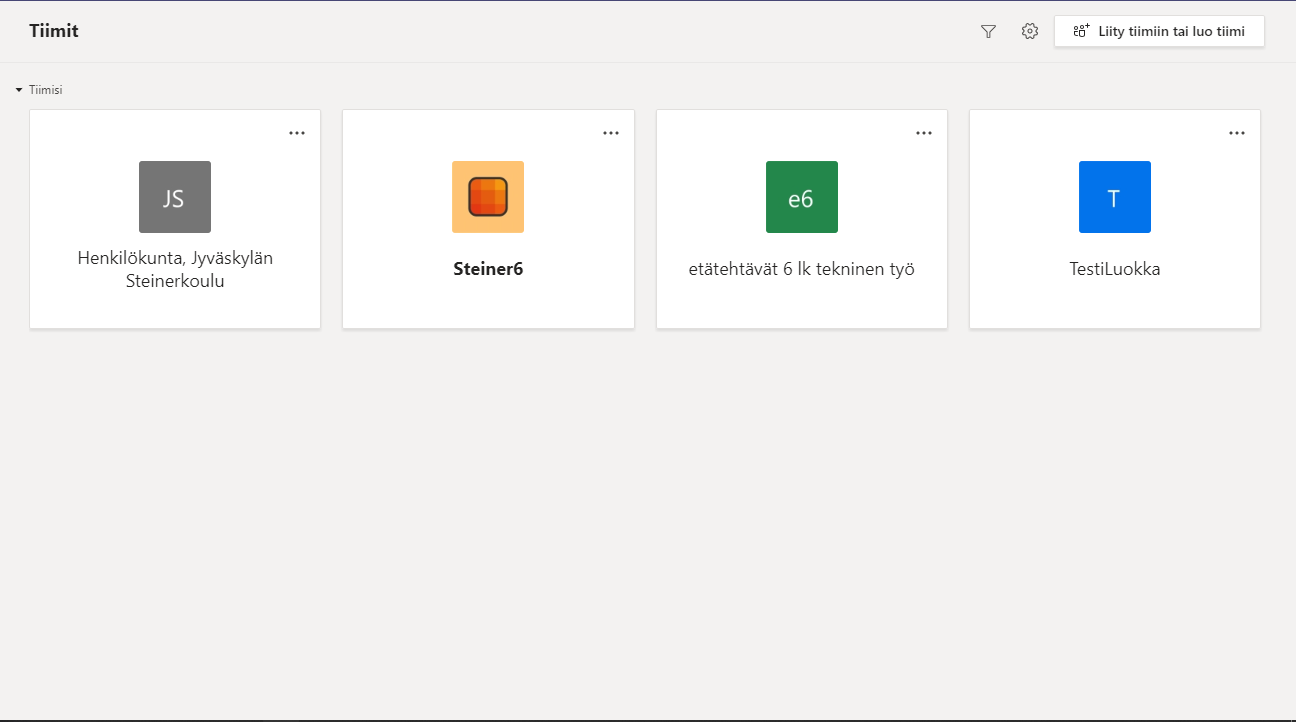 Tiimit
Liity tiimiin tai luo tiimi
Tiimisi
JS
Henkilökunta, Jyväskylän
Steinerkoulu
Steiner6
e6
etätehtävät 6 lk tekninen työ
T
TestiLuokka